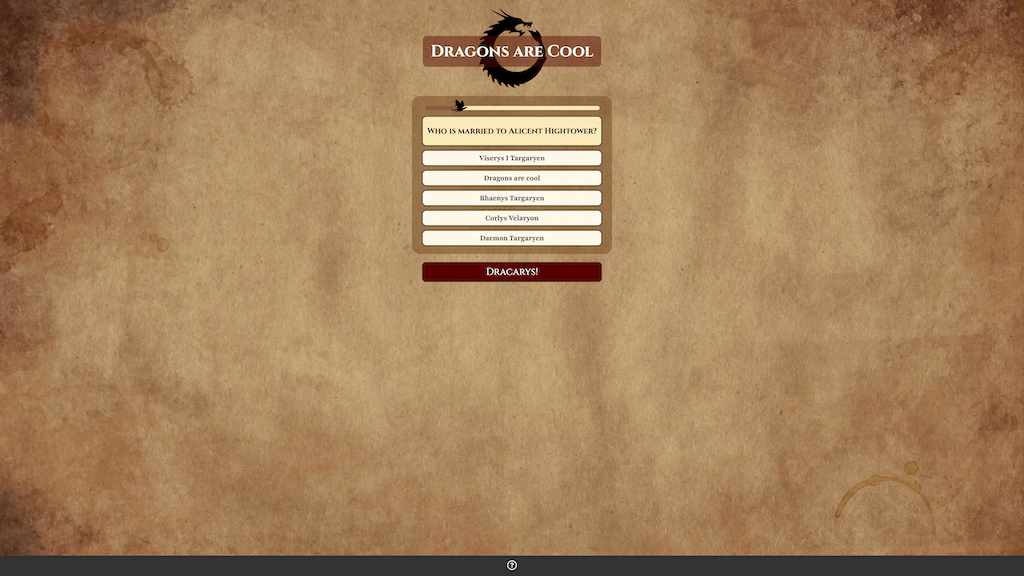 Dragons are Cool
Who is married to Alicent Hightower?
Viserys I Targaryen
Dragons are cool
Rhaenys Targaryen
Corlys Velaryon
Daemon Targaryen
Dracarys!
?